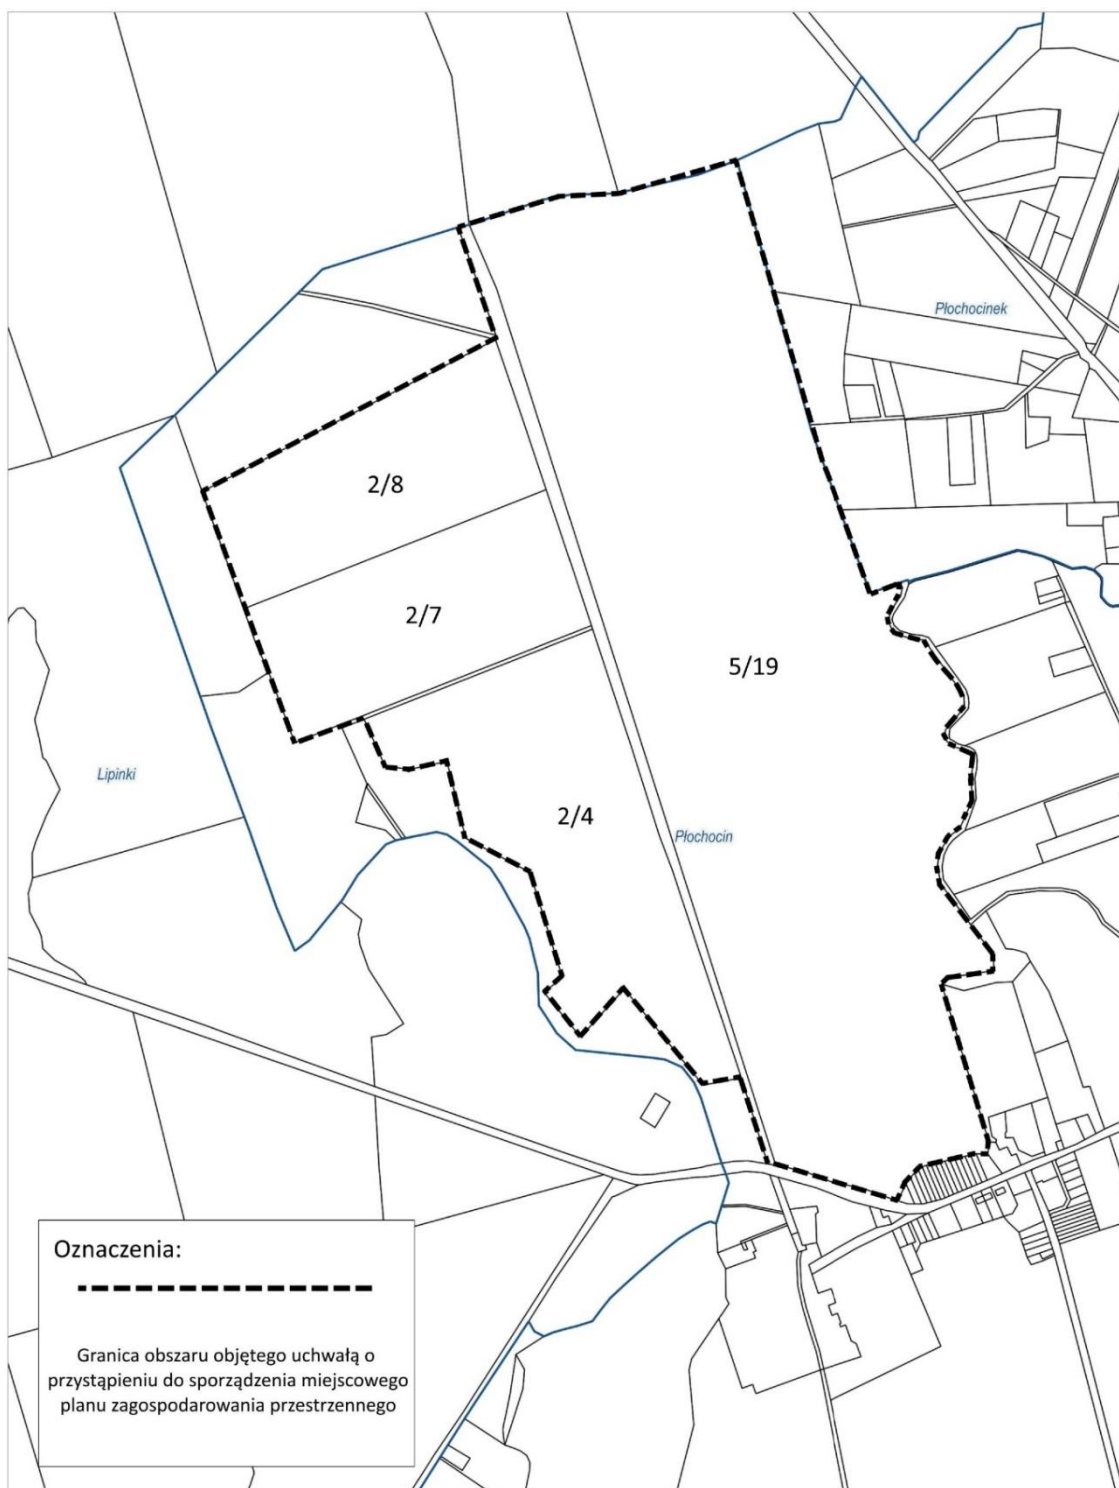 Płochocinek
2/8
2/7
5/19
Lipinki
2/4
Płochocin
Oznaczenia:
Granica obszaru objętego uchwałą o
przystąpieniu do sporządzenia miejscowego
planu zagospodarowania przestrzennego